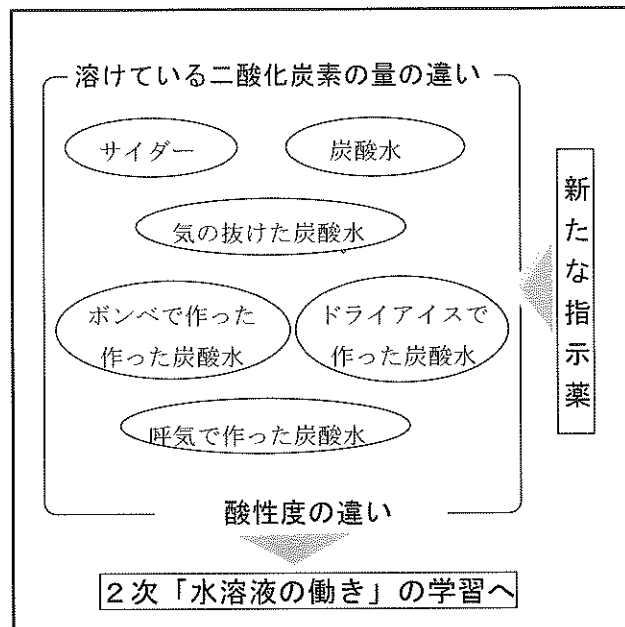 溶けている二酸化炭素の量の違い
サイダー
炭酸水
気の抜けた炭酸水
ボンベで作った
作った炭酸水
ドライアイスで
作った炭酸水
呼気で作った炭酸水
酸性度の違い
新たな指示薬
2次「水溶液の働き」の学習へ